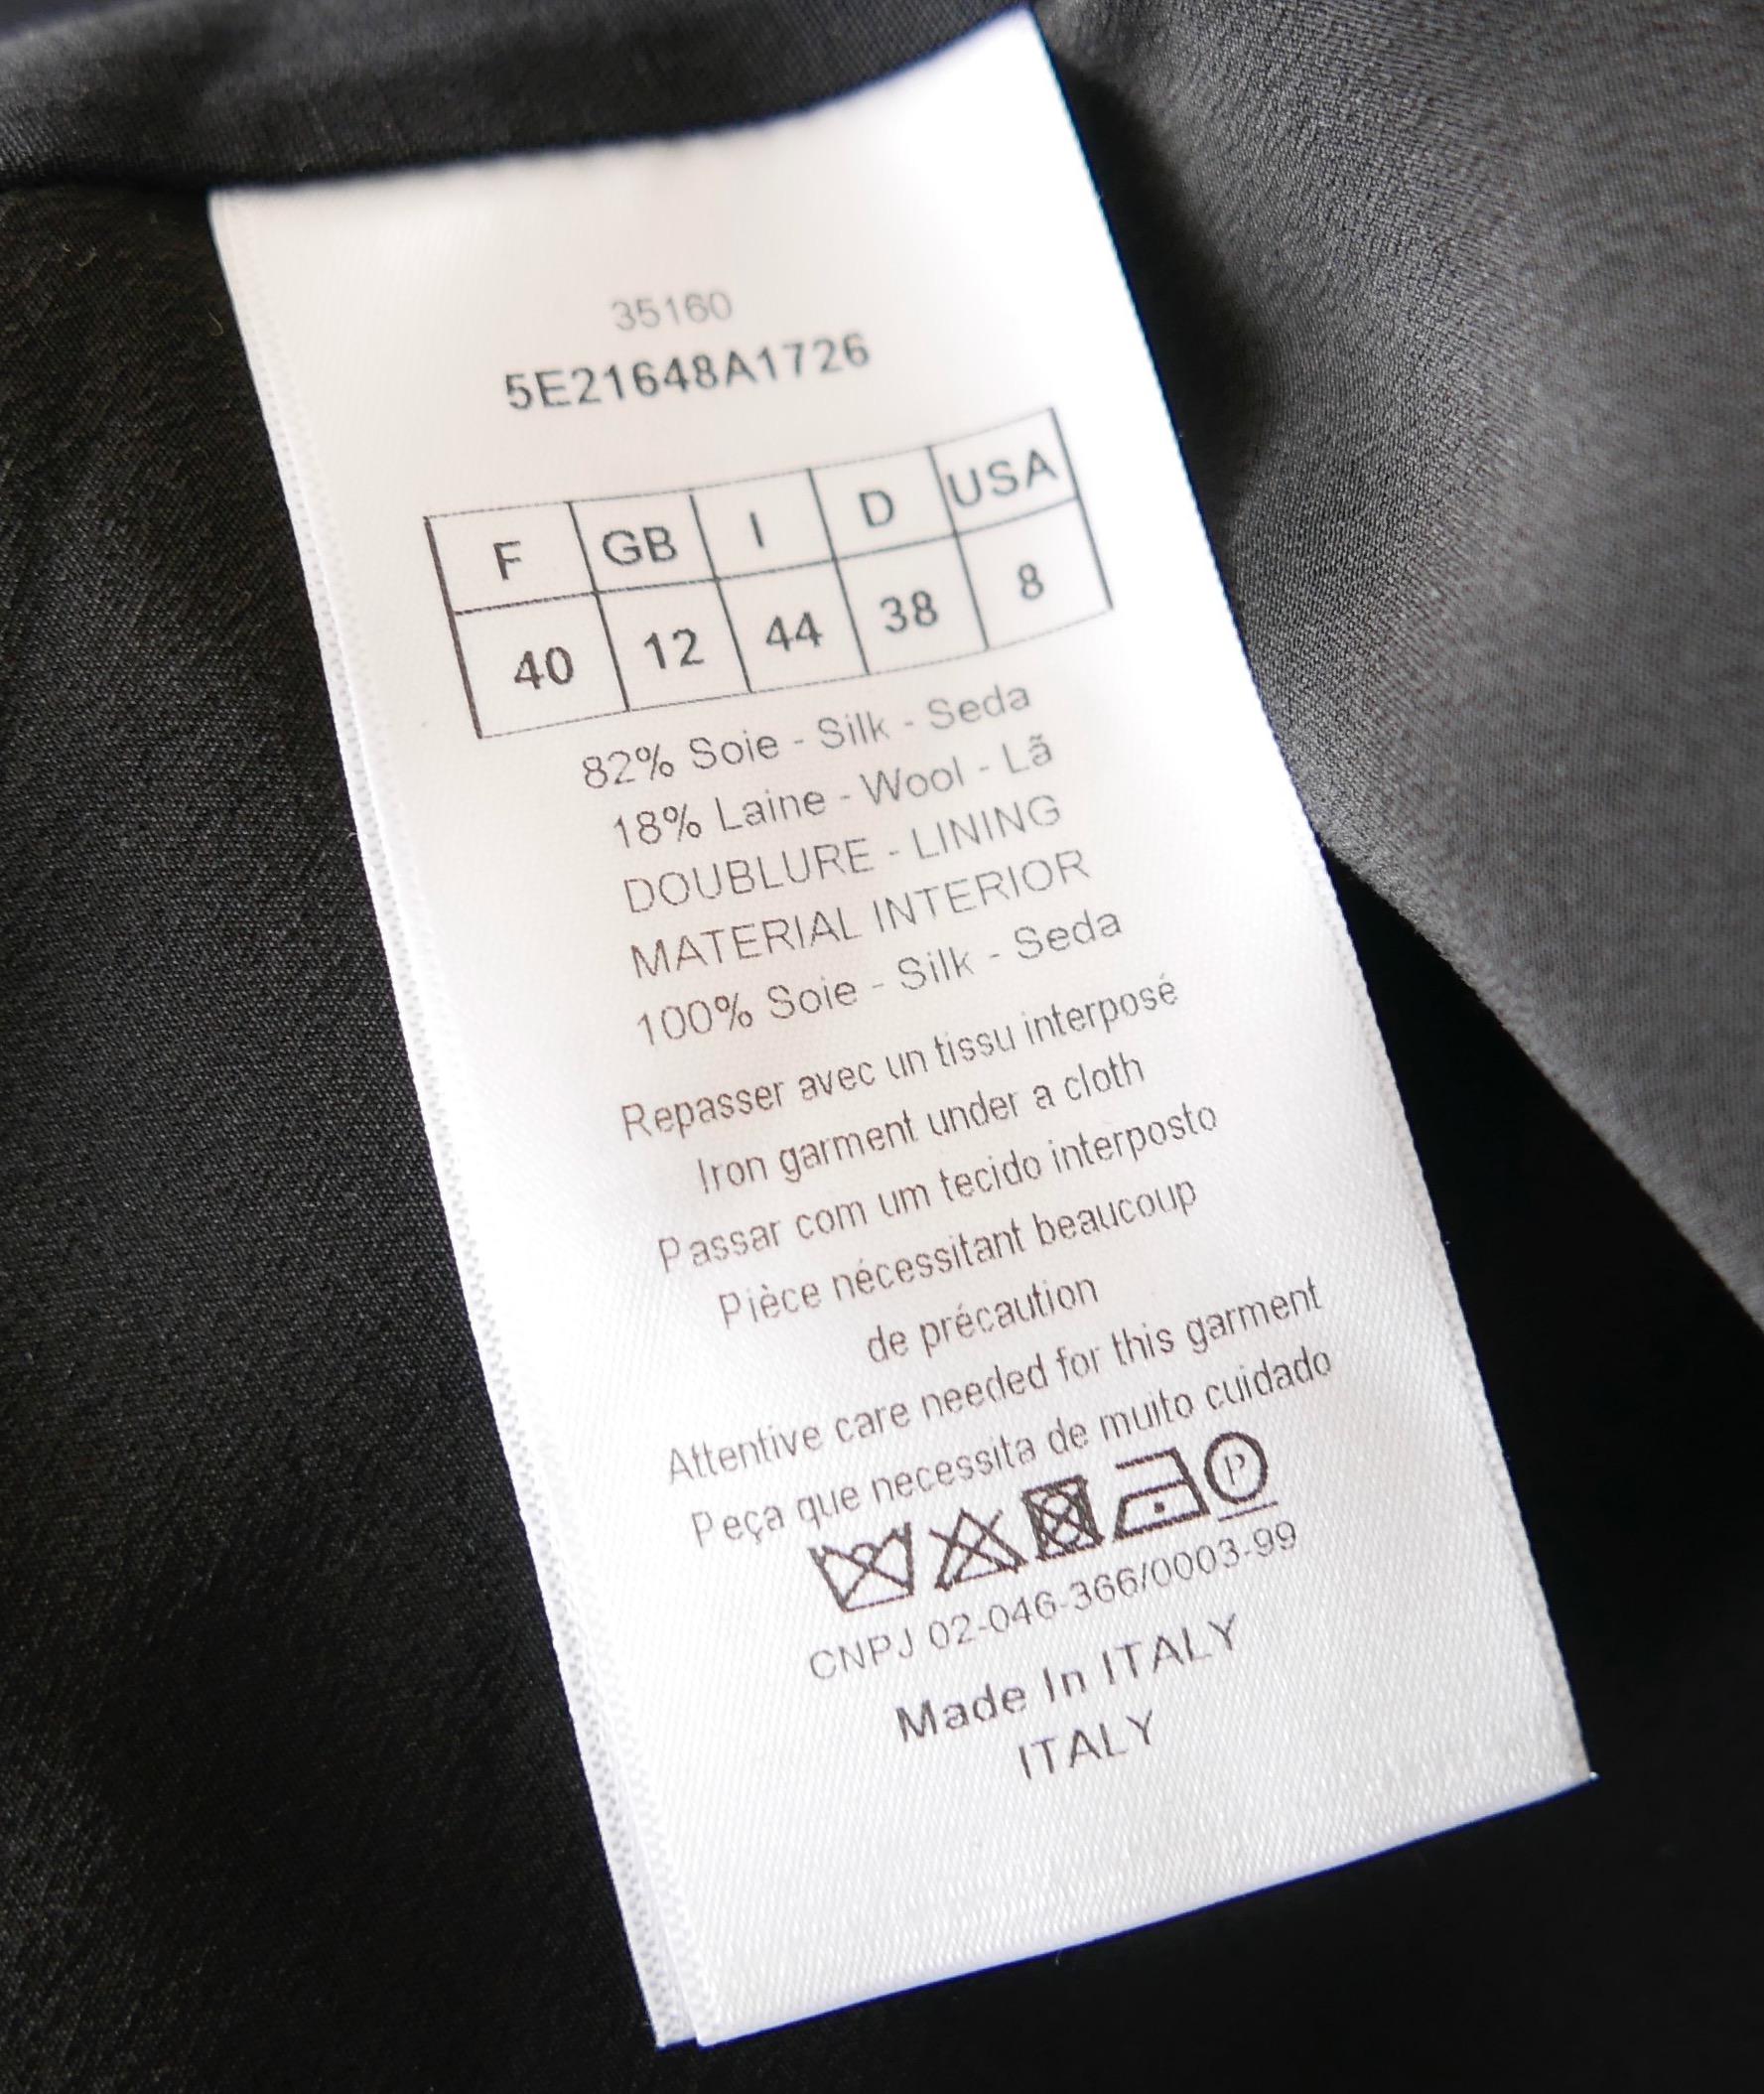 35160
5E21648A1726
F GB I D USA
40 12 44 38 8
82% Soie - Silk - Seda
18% Laine - Wool - Lã
DOUBLURE - LINING
MATERIAL INTERIOR
100% Soie - Silk - Seda
Repasser avec un tissu interposé
Iron garment under a cloth
Passar com um tecido interposto
Pièce nécessitant beaucoup
de précaution
Attentive care needed for this garment
Peça que necessita de muito cuidado
P
CNPJ 02-046-366/0003-99
Made In ITALY
ITALY